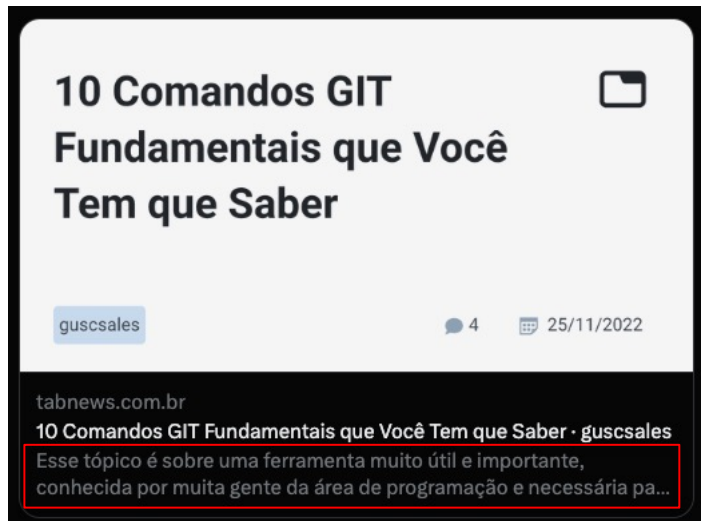 10 Comandos GIT
Fundamentais que Você
Tem que Saber
guscsales
4
25/11/2022
tabnews.com.br
10 Comandos GIT Fundamentais que Você Tem que Saber · guscsales
Esse tópico é sobre uma ferramenta muito útil e importante,
conhecida por muita gente da área de programação e necessária pa...